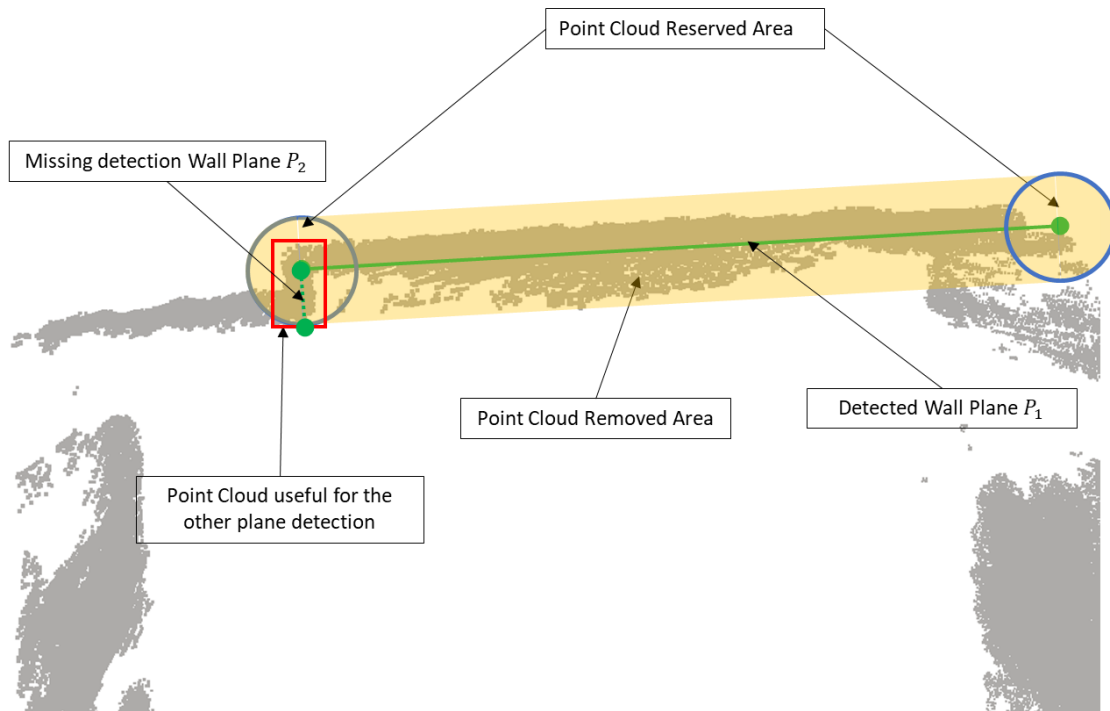 Point Cloud Reserved Area
Missing detection Wall Plane P₂
Point Cloud Removed Area
Detected Wall Plane P₁
Point Cloud useful for the
other plane detection